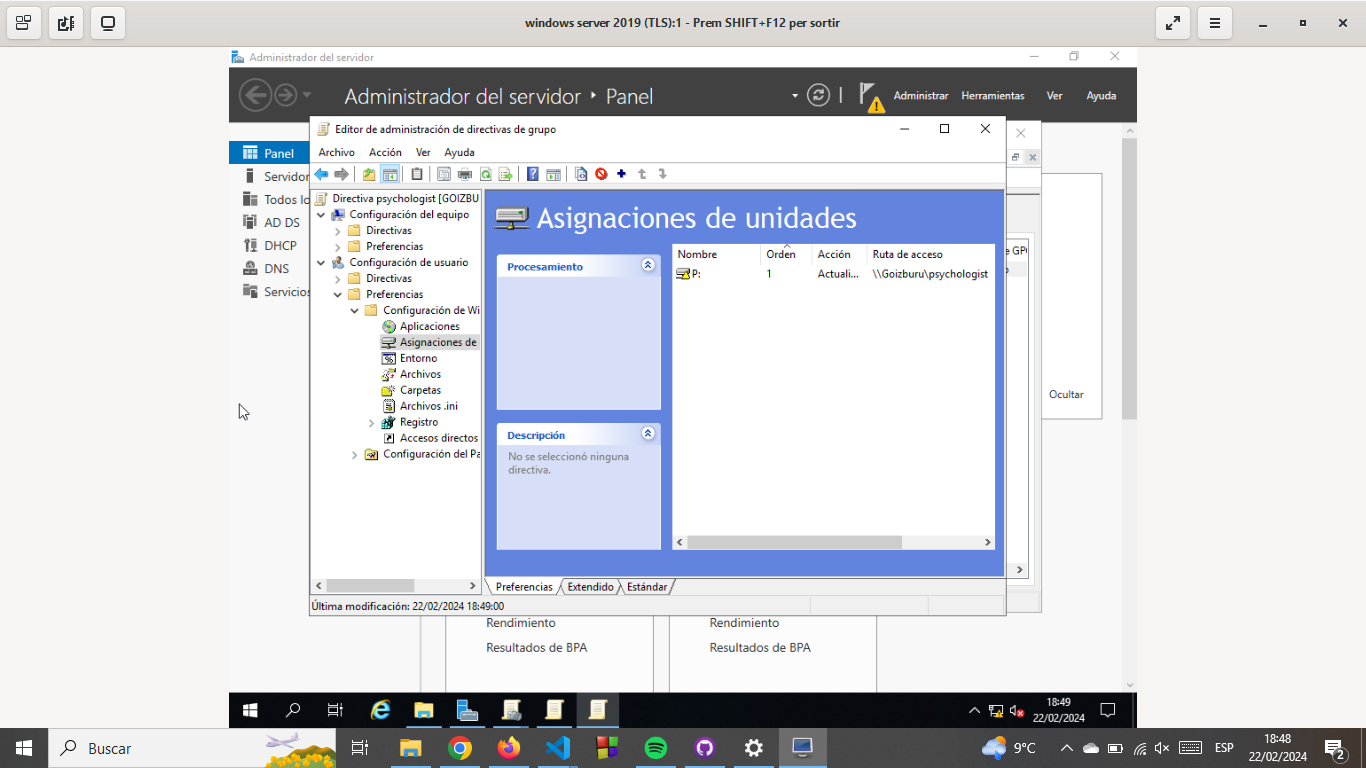 windows server 2019 (TLS):1 - Prem SHIFT+F12 per sortir
Administrador del servidor
Administrador del servidor ‣ Panel
Administrar Herramientas Ver Ayuda
Editor de administración de directivas de grupo
Archivo Acción Ver Ayuda
Panel
Servidor
Todos lo
AD DS
DHCP
DNS
Servicios
Directiva psychologist [GOIZBU
Configuración del equipo
Directivas
Preferencias
Configuración de usuario
Directivas
Preferencias
Configuración de Wi
Aplicaciones
Asignaciones de
Entorno
Archivos
Carpetas
Archivos .ini
Registro
Accesos directos
Configuración del Pa
Asignaciones de unidades
Procesamiento
Descripción
No se seleccionó ninguna
directiva.
Nombre Orden Acción Ruta de acceso
P: 1 Actuali... \\Goizburu\psychologist
e GPO
Ocultar
Preferencias Extendido Estándar
Última modificación: 22/02/2024 18:49:00
Rendimiento Rendimiento
Resultados de BPA Resultados de BPA
18:49
22/02/2024
Buscar
9°C
ESP
18:48
22/02/2024
2